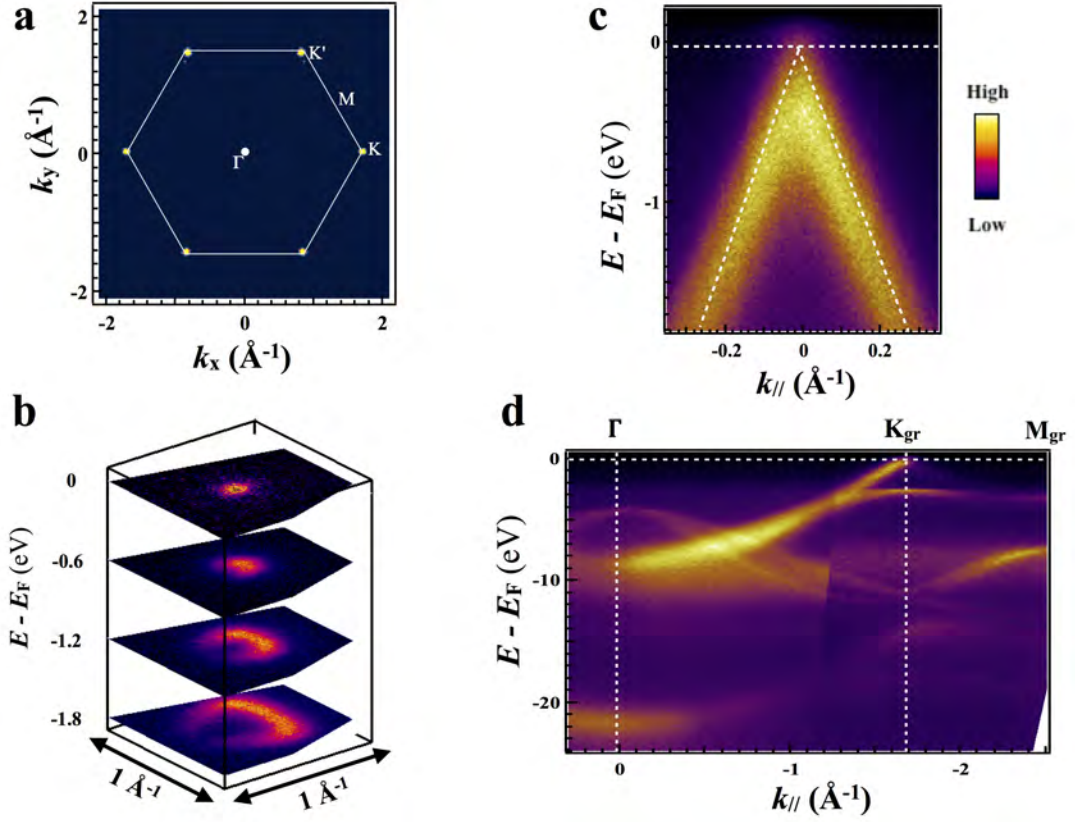 a
2
0
-2
-2
0
2
kx (Å-1)
ky (Å-1)
K'
M
K
Γ
c
0
-1
E - EF (eV)
-0.2
0
0.2
k// (Å-1)
High
Low
b
0
-0.6
-1.2
-1.8
E - EF (eV)
1 Å-1
1 Å-1
d
Γ
Kgr
Mgr
0
-10
-20
E - EF (eV)
0
-1
-2
k// (Å-1)